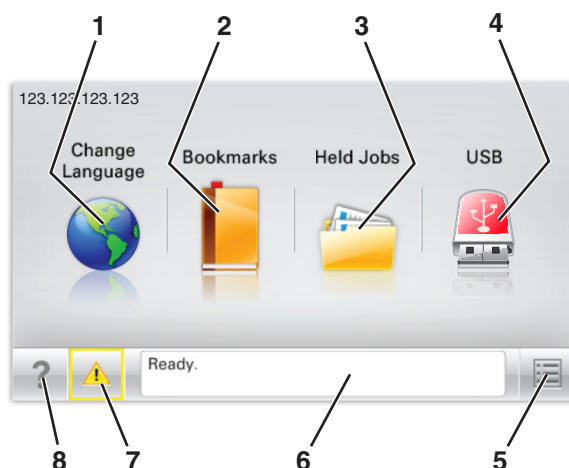 1 2 3 4
123.123.123.123
Change
Language
Bookmarks
Held Jobs
USB
?
Ready.
8 7 6 5